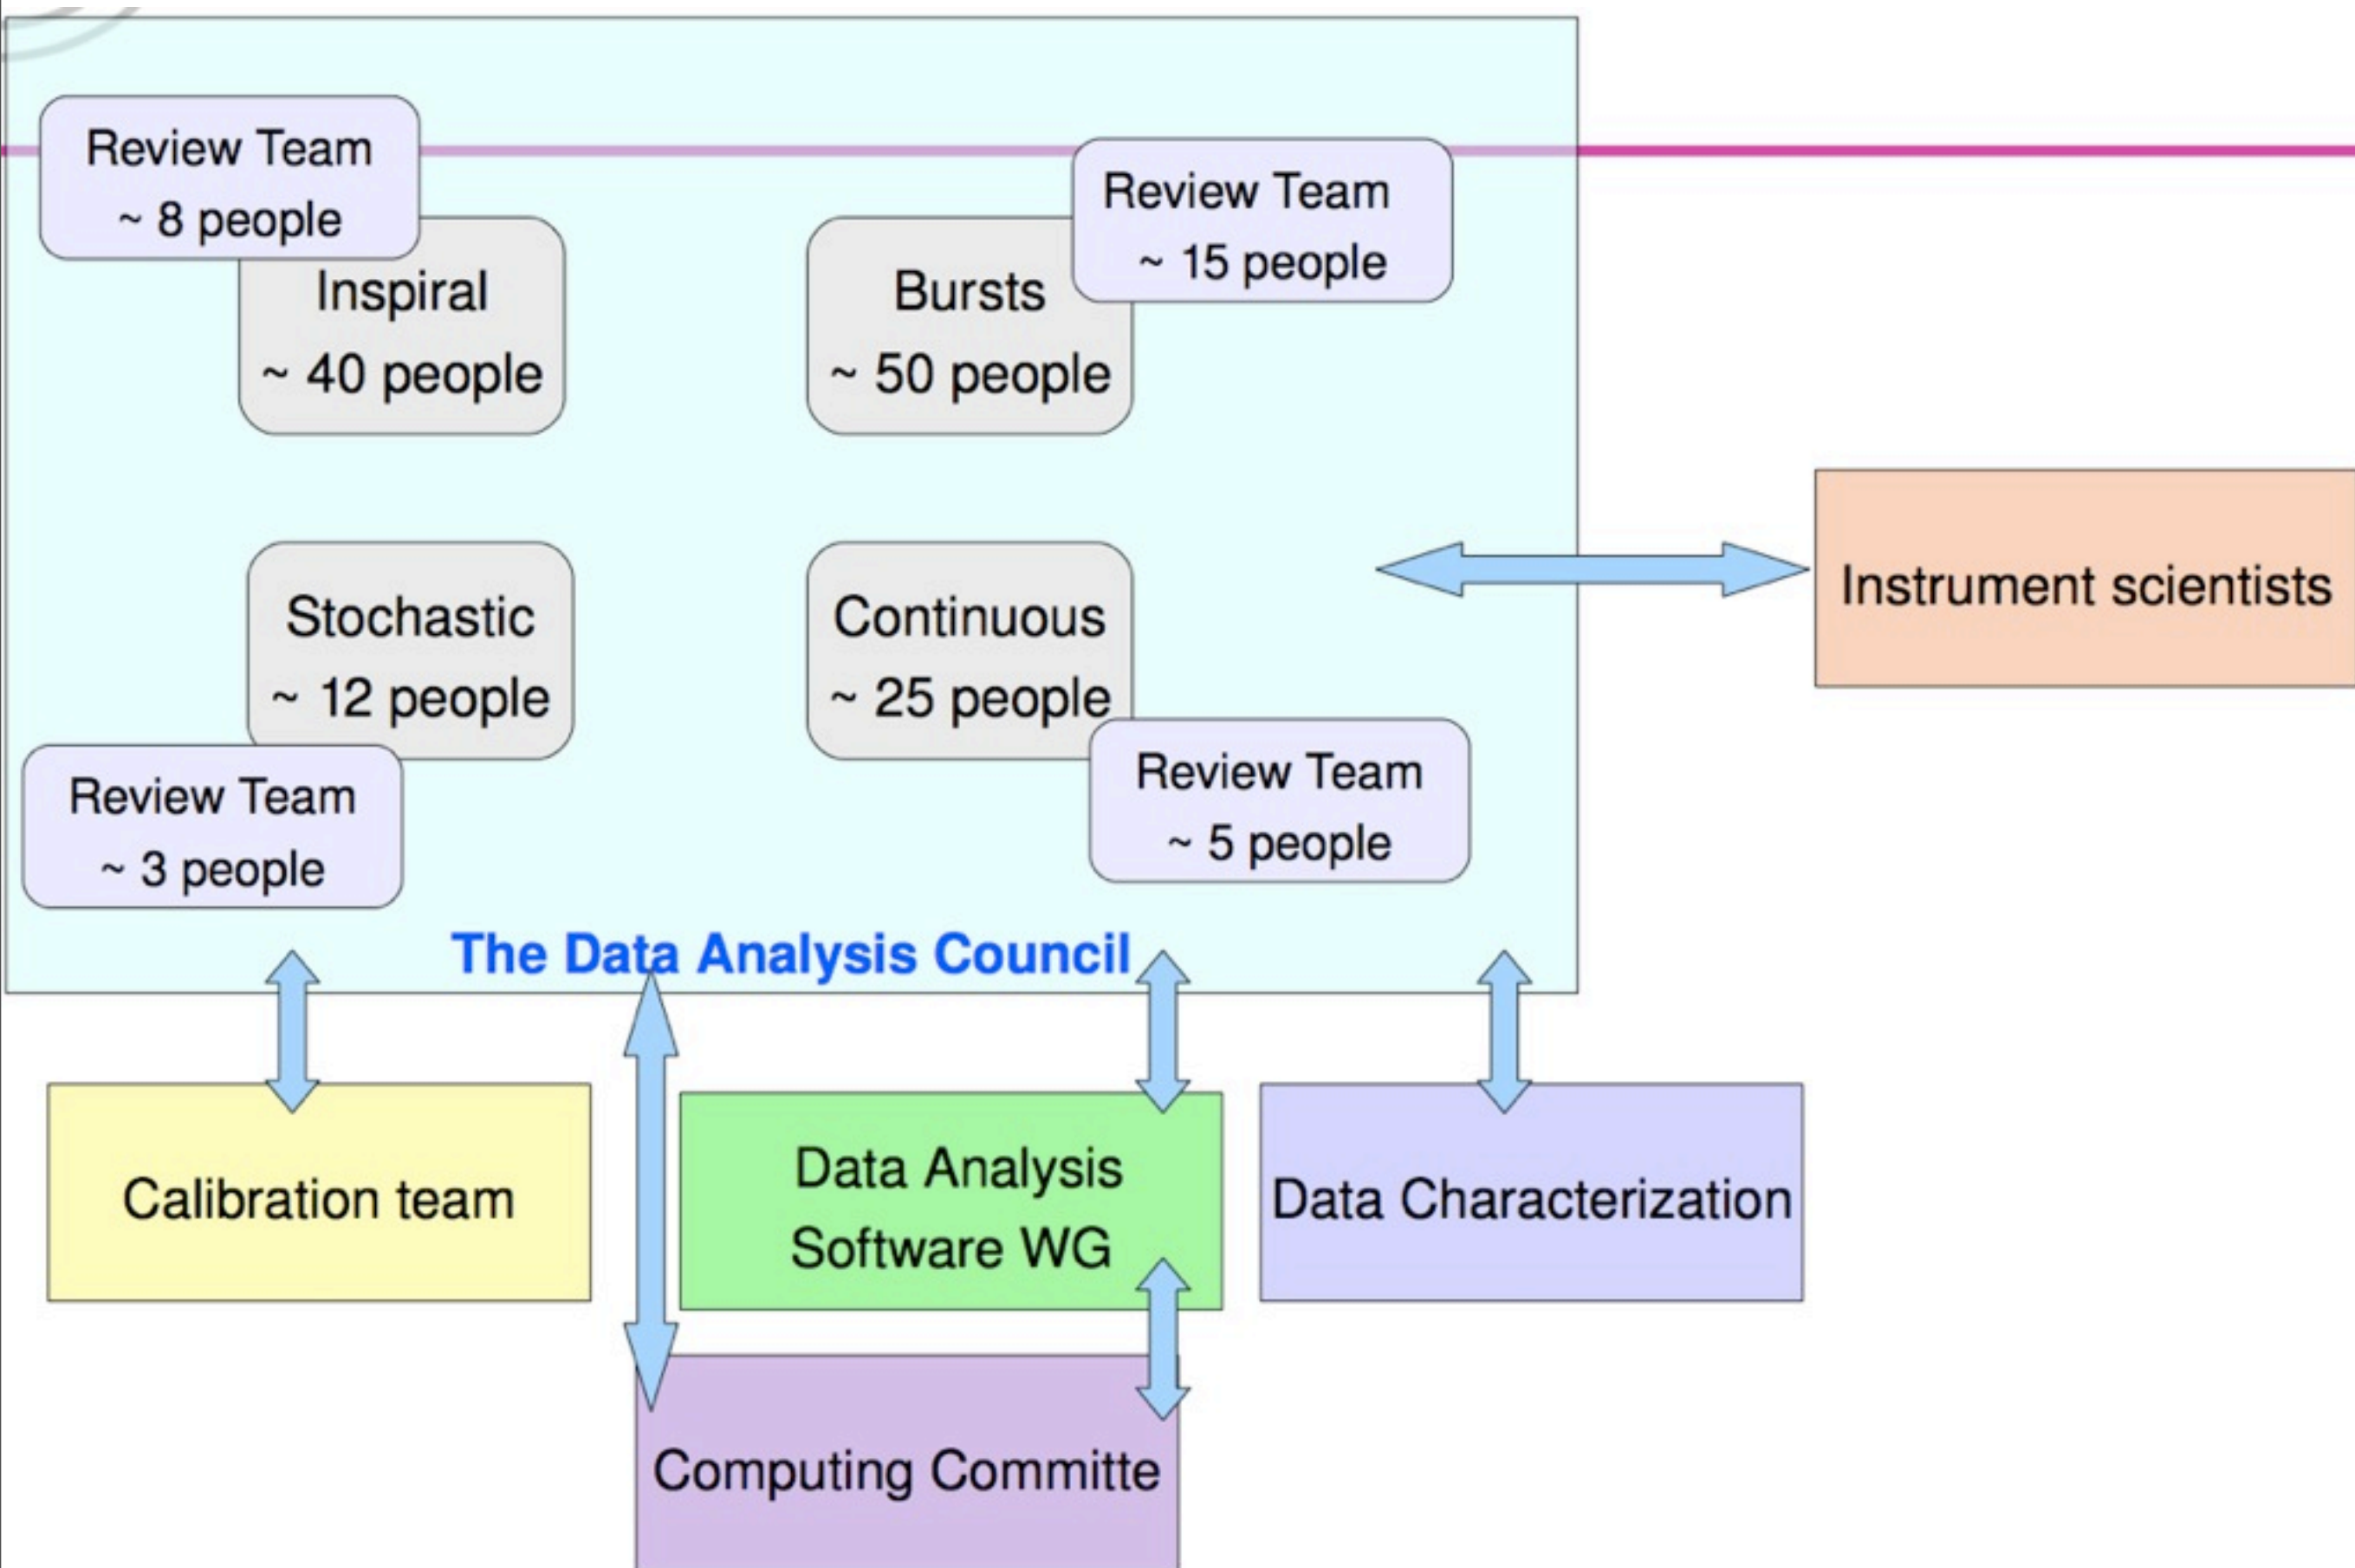 Review Team
~ 8 people
Review Team
~ 15 people
Inspiral
~ 40 people
Bursts
~ 50 people
Instrument scientists
Stochastic
~ 12 people
Continuous
~ 25 people
Review Team
~ 3 people
Review Team
~ 5 people
The Data Analysis Council
Calibration team
Data Analysis
Software WG
Data Characterization
Computing Committe